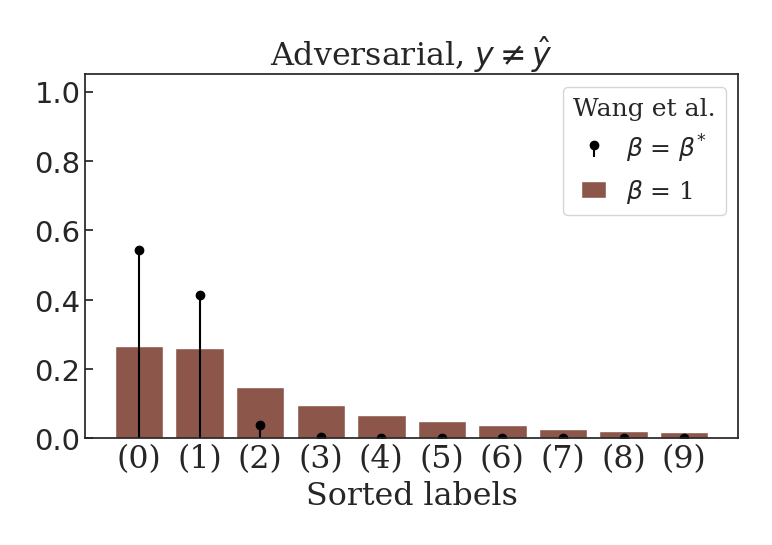 Adversarial, y ≠ ŷ
Wang et al.
β = β*
β = 1
1.0
0.8
0.6
0.4
0.2
0.0
(0) (1) (2) (3) (4) (5) (6) (7) (8) (9)
Sorted labels